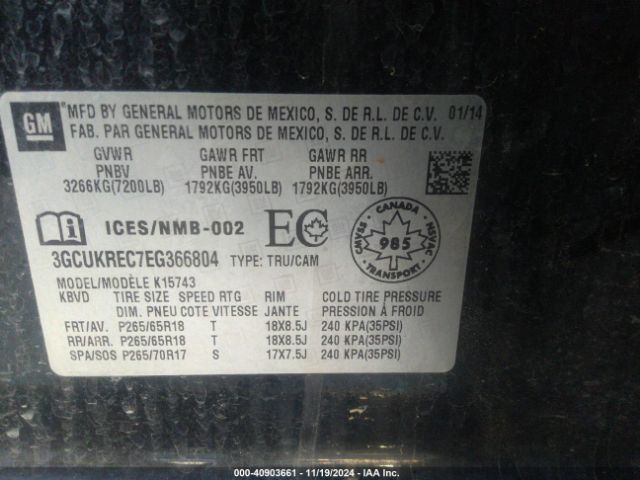 GM
MFD BY GENERAL MOTORS DE MEXICO, S. DE R.L. DE C.V. 01/14
FAB. PAR GENERAL MOTORS DE MEXICO, S. DE R.L. DE C.V.
GVWR GAWR FRT GAWR RR
PNBV PNBE AV. PNBE ARR.
3266KG(7200LB) 1792KG(3950LB) 1792KG(3950LB)
ICES/NMB-002 EC
CANADA
CMVSS 985 NSVAC
TRANSPORT
3GCUKREC7EG366804 TYPE: TRU/CAM
MODEL/MODÈLE K15743
KBVD TIRE SIZE SPEED RTG RIM COLD TIRE PRESSURE
DIM. PNEU COTE VITESSE JANTE PRESSION À FROID
FRT/AV. P265/65R18 T 18X8.5J 240 KPA(35PSI)
RR/ARR. P265/65R18 T 18X8.5J 240 KPA(35PSI)
SPA/SOS P265/70R17 S 17X7.5J 240 KPA(35PSI)
000-40903661 - 11/19/2024 - IAA Inc.